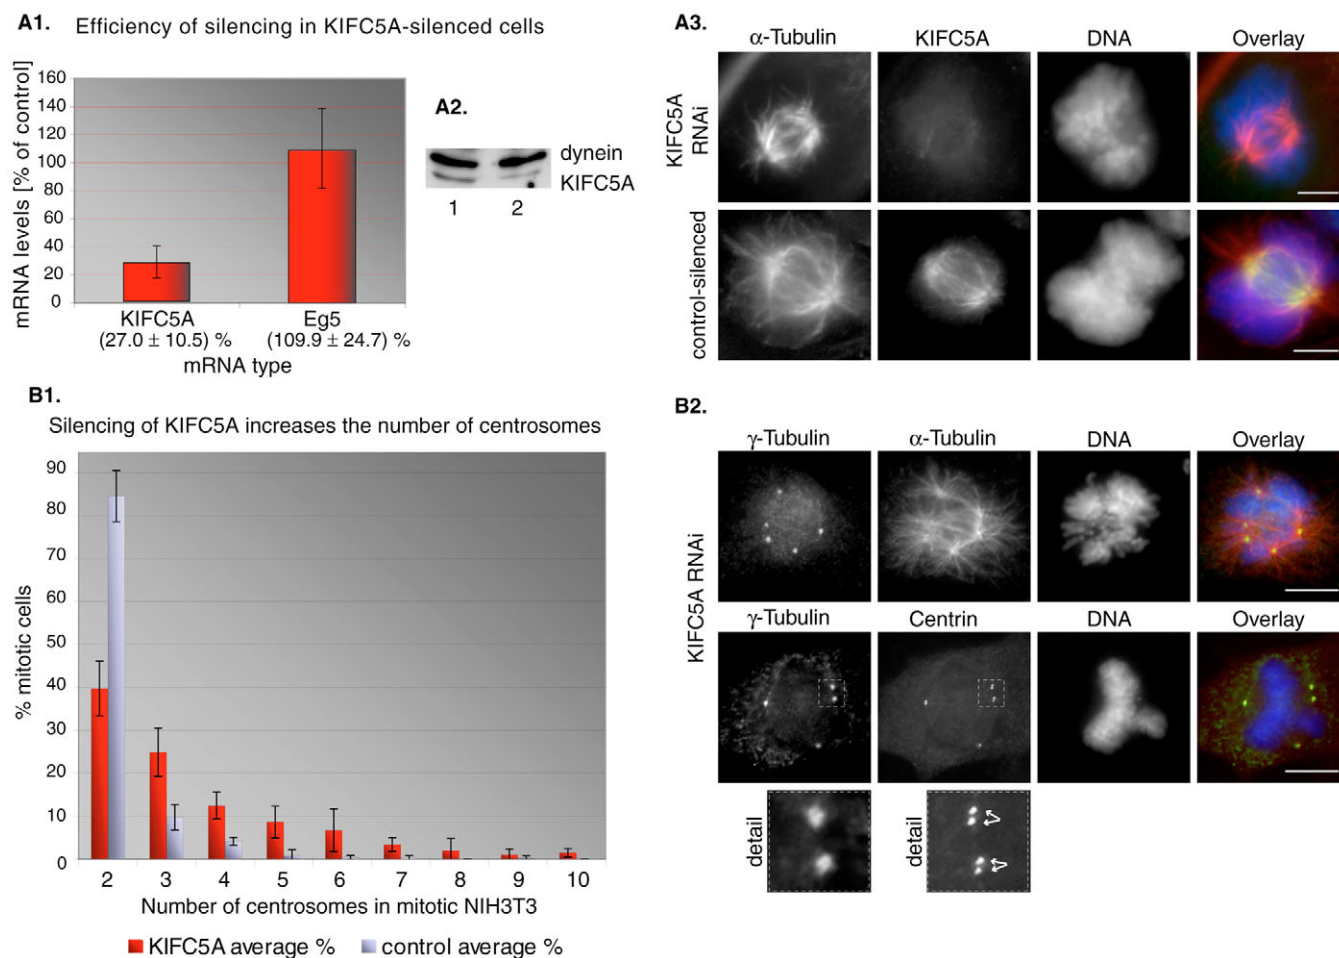 A1. Efficiency of silencing in KIFC5A-silenced cells
mRNA levels [% of control]
160
140
120
100
80
60
40
20
0
KIFC5A
Eg5
(27.0 ± 10.5) %
(109.9 ± 24.7) %
mRNA type
A2.
dynein
KIFC5A
1 2
A3.
α-Tubulin KIFC5A DNA Overlay
KIFC5A RNAi
control-silenced
B1.
Silencing of KIFC5A increases the number of centrosomes
% mitotic cells
90
80
70
60
50
40
30
20
10
0
2 3 4 5 6 7 8 9 10
Number of centrosomes in mitotic NIH3T3
KIFC5A average % control average %
B2.
γ-Tubulin α-Tubulin DNA Overlay
KIFC5A RNAi
γ-Tubulin Centrin DNA Overlay
detail
detail